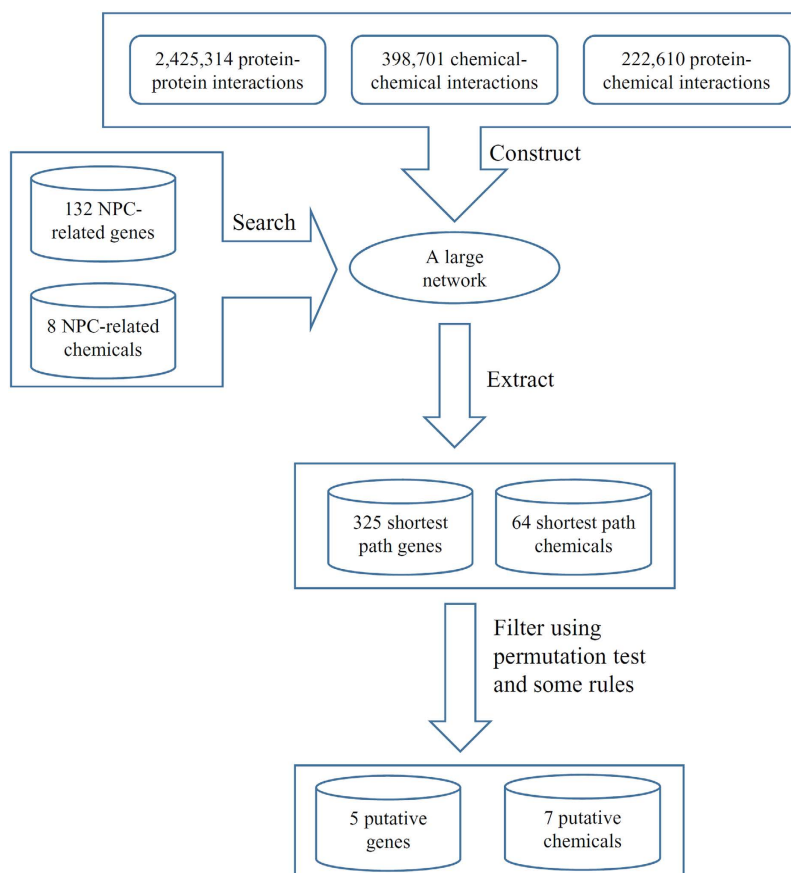 2,425,314 protein-
protein interactions
398,701 chemical-
chemical interactions
222,610 protein-
chemical interactions
Construct
132 NPC-
related genes
Search
8 NPC-related
chemicals
A large
network
Extract
325 shortest
path genes
64 shortest path
chemicals
Filter using
permutation test
and some rules
5 putative
genes
7 putative
chemicals